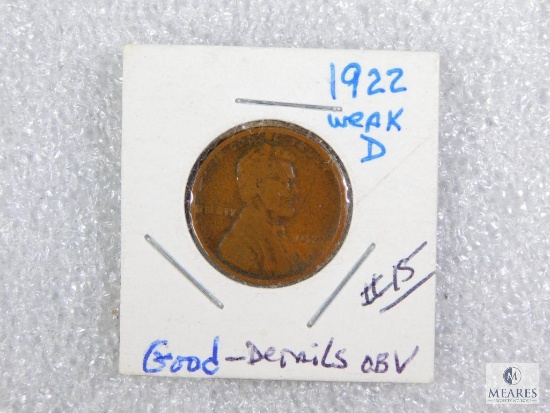 1922
WEAK
D
#15
Good - Details OBV
LIBERTY
MEARES